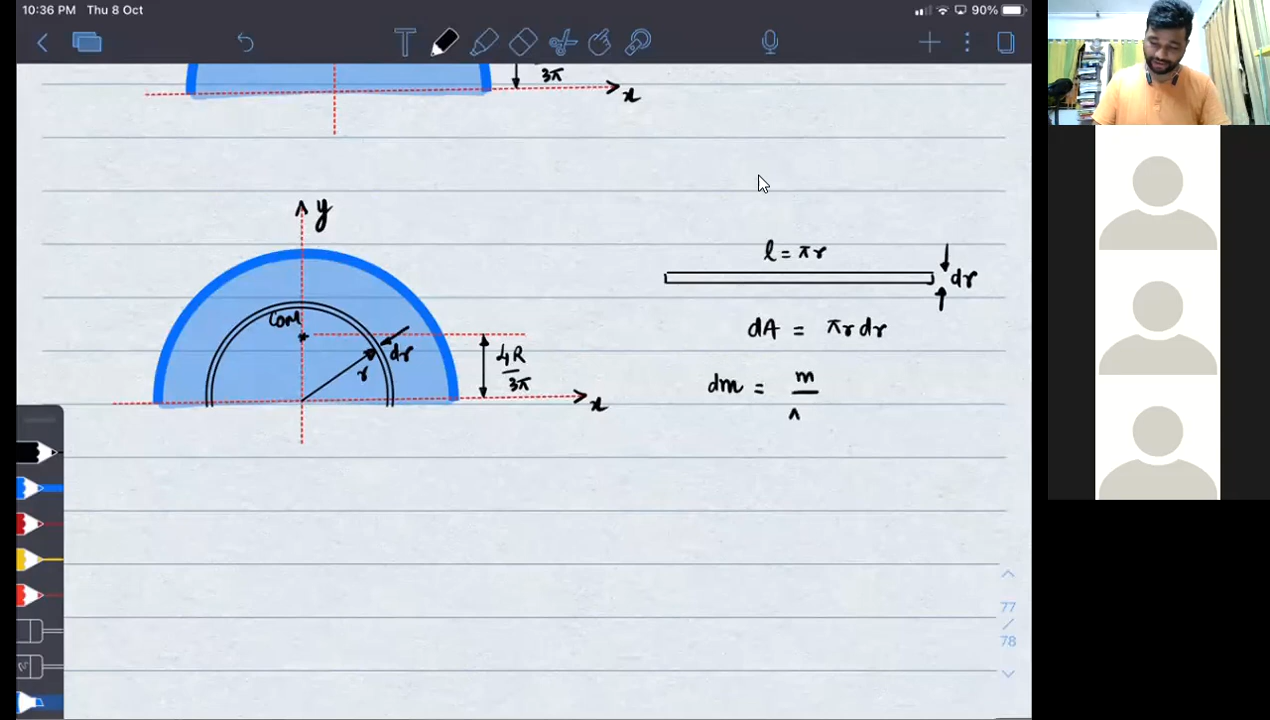 10:36 PM Thu 8 Oct
90%
T
3π
x
y
l = πr
dr
COM
dA = πr dr
dr
r
4R
3π
dm = m
x
77
/
78